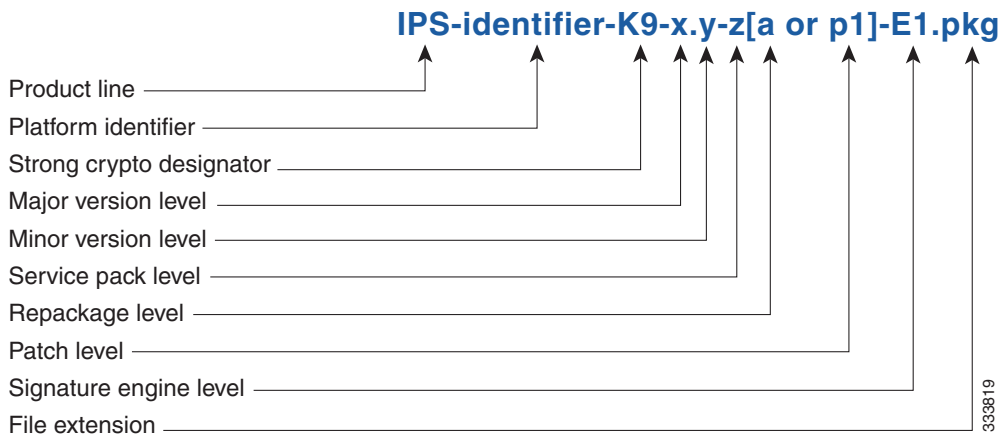 IPS-identifier-K9-x.y-z[a or p1]-E1.pkg
Product line
Platform identifier
Strong crypto designator
Major version level
Minor version level
Service pack level
Repackage level
Patch level
Signature engine level
File extension
333819